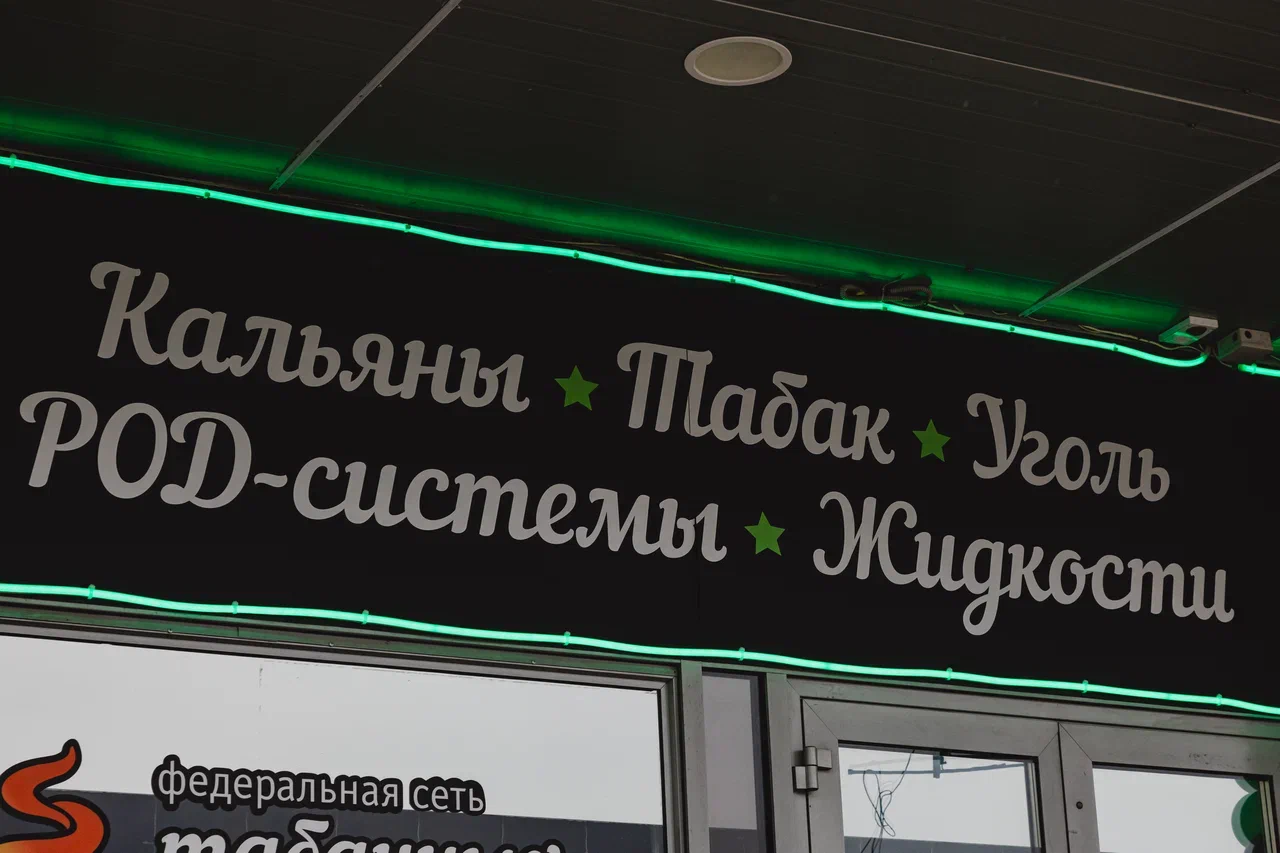 Кальяны ★ Табак ★ Уголь
POD-системы ★ Жидкости
федеральная сеть